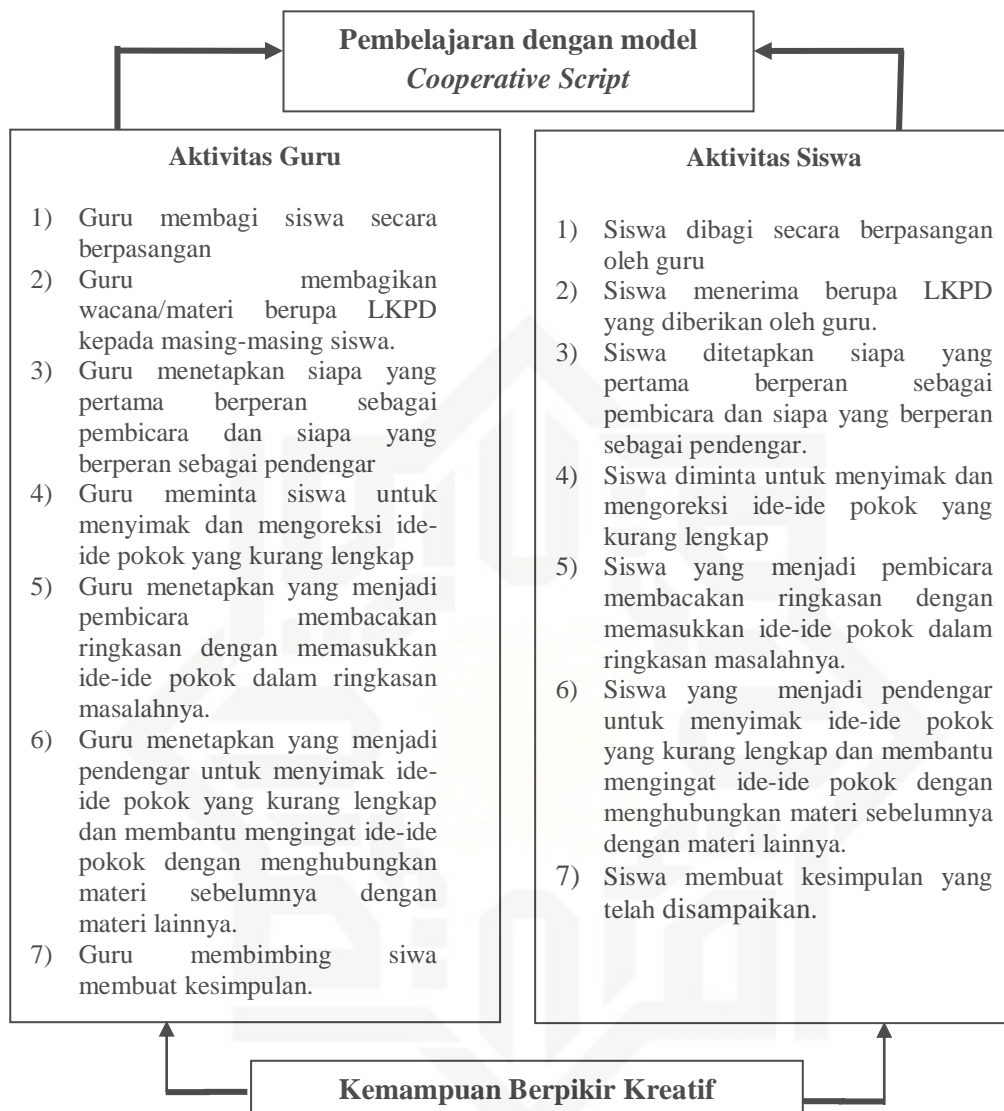 Pembelajaran dengan model
Cooperative Script
Aktivitas Guru
1) Guru membagi siswa secara
berpasangan
2) Guru membagikan
wacana/materi berupa LKPD
kepada masing-masing siswa.
3) Guru menetapkan siapa yang
pertama berperan sebagai
pembicara dan siapa yang
berperan sebagai pendengar
4) Guru meminta siswa untuk
menyimak dan mengoreksi ide-
ide pokok yang kurang lengkap
5) Guru menetapkan yang menjadi
pembicara membacakan
ringkasan dengan memasukkan
ide-ide pokok dalam ringkasan
masalahnya.
6) Guru menetapkan yang menjadi
pendengar untuk menyimak ide-
ide pokok yang kurang lengkap
dan membantu mengingat ide-ide
pokok dengan menghubungkan
materi sebelumnya dengan
materi lainnya.
7) Guru membimbing siwa
membuat kesimpulan.
Aktivitas Siswa
1) Siswa dibagi secara berpasangan
oleh guru
2) Siswa menerima berupa LKPD
yang diberikan oleh guru.
3) Siswa ditetapkan siapa yang
pertama berperan sebagai
pembicara dan siapa yang berperan
sebagai pendengar.
4) Siswa diminta untuk menyimak dan
mengoreksi ide-ide pokok yang
kurang lengkap
5) Siswa yang menjadi pembicara
membacakan ringkasan dengan
memasukkan ide-ide pokok dalam
ringkasan masalahnya.
6) Siswa yang menjadi pendengar
untuk menyimak ide-ide pokok
yang kurang lengkap dan membantu
mengingat ide-ide pokok dengan
menghubungkan materi sebelumnya
dengan materi lainnya.
7) Siswa membuat kesimpulan yang
telah disampaikan.
Kemampuan Berpikir Kreatif